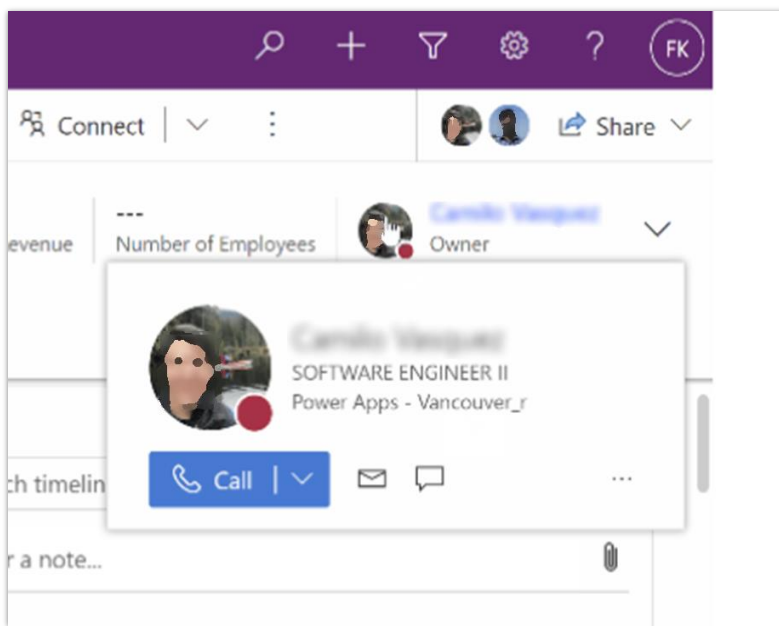 FK
Connect
Share
evenue
---
Number of Employees
Owner
SOFTWARE ENGINEER II
Power Apps - Vancouver_r
Call
ch timelin
...
r a note...